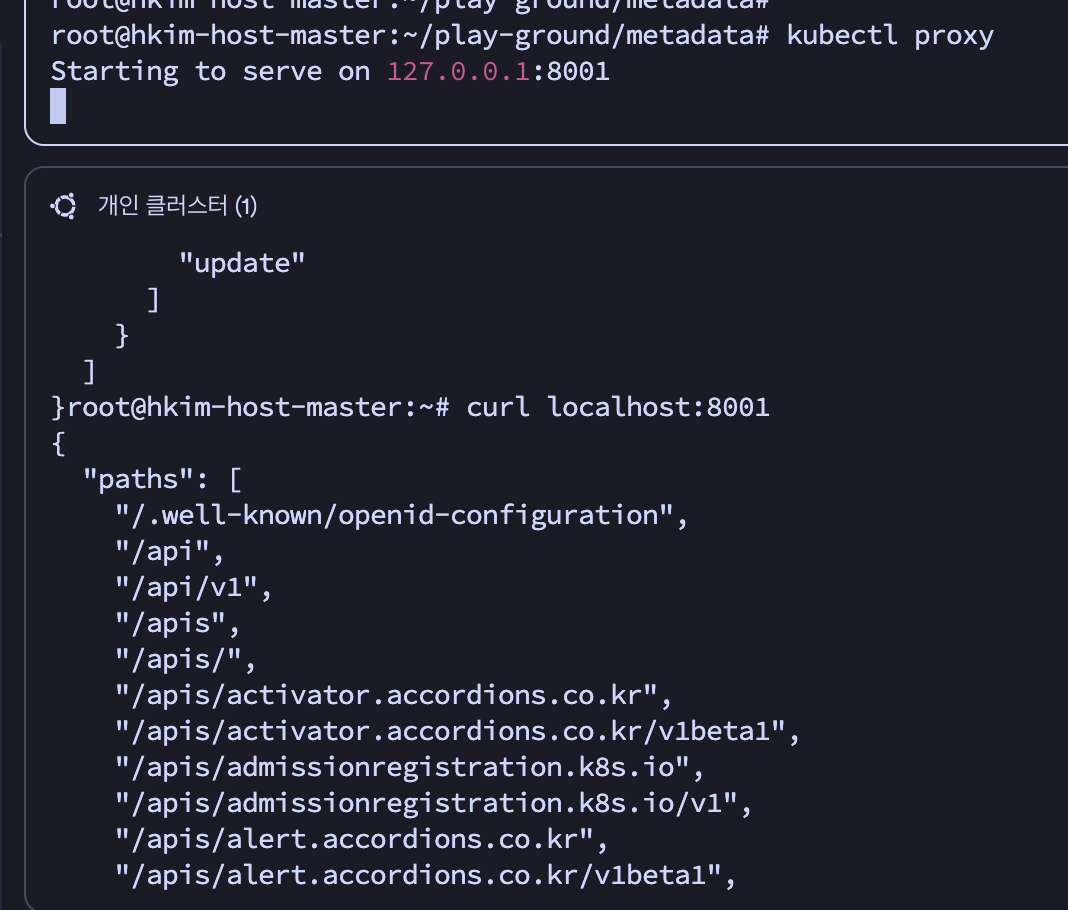 root@hkim-host-master:~/play-ground/metadata#
root@hkim-host-master:~/play-ground/metadata# kubectl proxy
Starting to serve on 127.0.0.1:8001
개인 클러스터 (1)
"update"
]
}
]
}root@hkim-host-master:~# curl localhost:8001
{
"paths": [
"/.well-known/openid-configuration",
"/api",
"/api/v1",
"/apis",
"/apis/",
"/apis/activator.accordions.co.kr",
"/apis/activator.accordions.co.kr/v1beta1",
"/apis/admissionregistration.k8s.io",
"/apis/admissionregistration.k8s.io/v1",
"/apis/alert.accordions.co.kr",
"/apis/alert.accordions.co.kr/v1beta1",